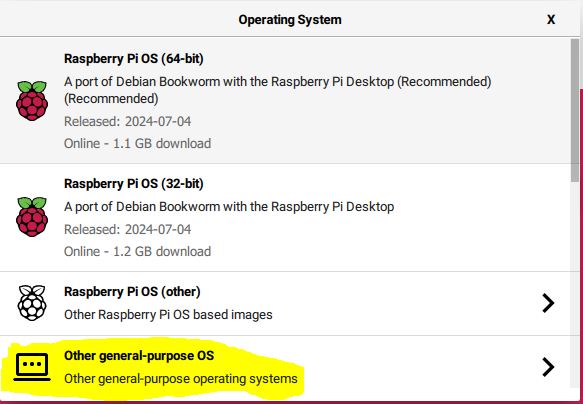 Operating System X
Raspberry Pi OS (64-bit)
A port of Debian Bookworm with the Raspberry Pi Desktop (Recommended)
(Recommended)
Released: 2024-07-04
Online - 1.1 GB download
Raspberry Pi OS (32-bit)
A port of Debian Bookworm with the Raspberry Pi Desktop
Released: 2024-07-04
Online - 1.2 GB download
Raspberry Pi OS (other)
Other Raspberry Pi OS based images
Other general-purpose OS
Other general-purpose operating systems